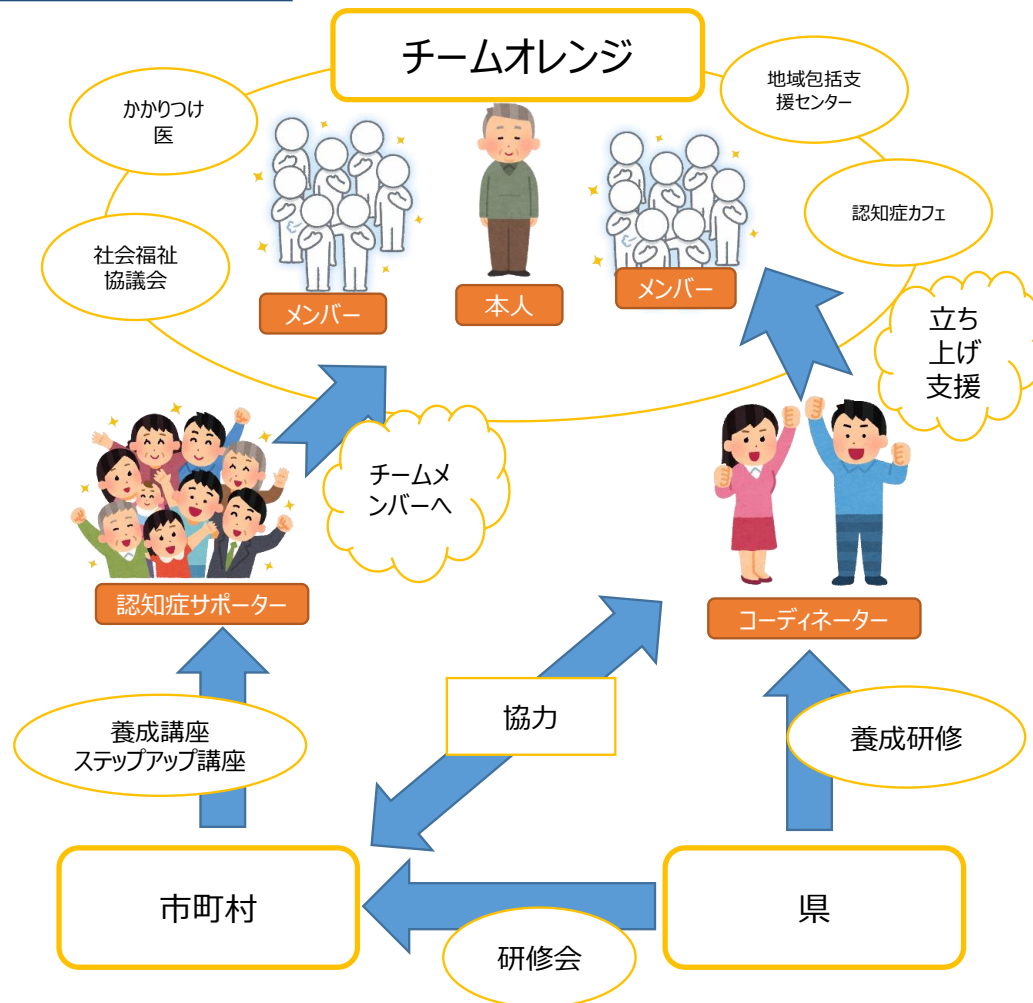 チームオレンジ
かかりつけ
医
地域包括支
援センター
社会福祉
協議会
認知症カフェ
メンバー
本人
メンバー
立ち
上げ
支援
チームメ
ンバーへ
認知症サポーター
コーディネーター
養成講座
ステップアップ講座
協力
養成研修
市町村
県
研修会